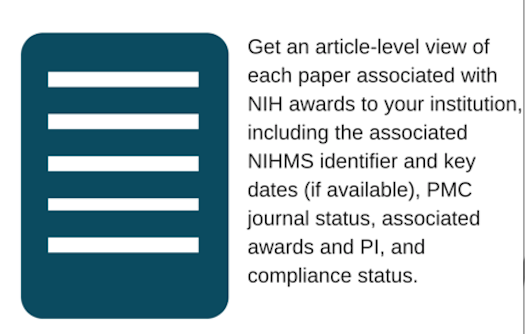 Get an article-level view of
each paper associated with
NIH awards to your institution,
including the associated
NIHMS identifier and key
dates (if available), PMC
journal status, associated
awards and PI, and
compliance status.